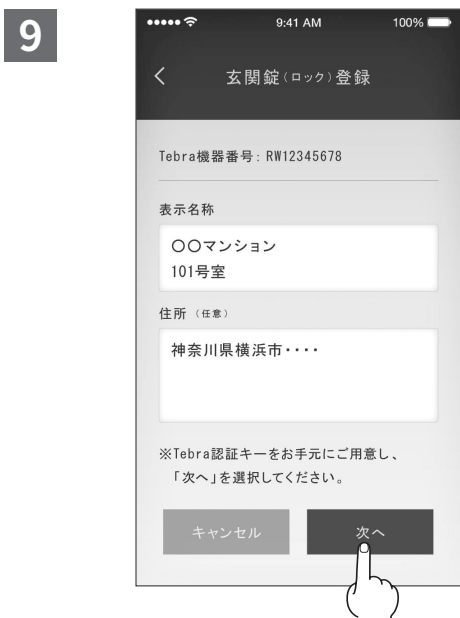 9
9:41 AM 100%
玄関錠(ロック)登録
Tebra機器番号: RW12345678
表示名称
〇〇マンション
101号室
住所 (任意)
神奈川県横浜市････
※Tebra認証キーをお手元にご用意し、
「次へ」を選択してください。
キャンセル 次へ